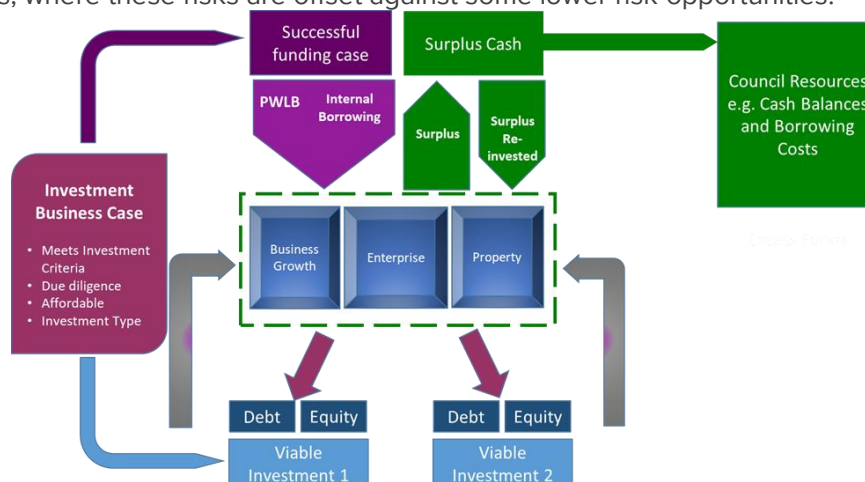 s, where these risks are offset against some lower risk opportunities.
Successful
funding case
Surplus Cash
Council Resources
e.g. Cash Balances
and Borrowing
Costs
PWLB
Internal
Borrowing
Surplus
Surplus
Re-
invested
Investment
Business Case
• Meets Investment
Criteria
• Due diligence
• Affordable
• Investment Type
Business
Growth
Enterprise
Property
Debt
Equity
Debt
Equity
Viable
Investment 1
Viable
Investment 2